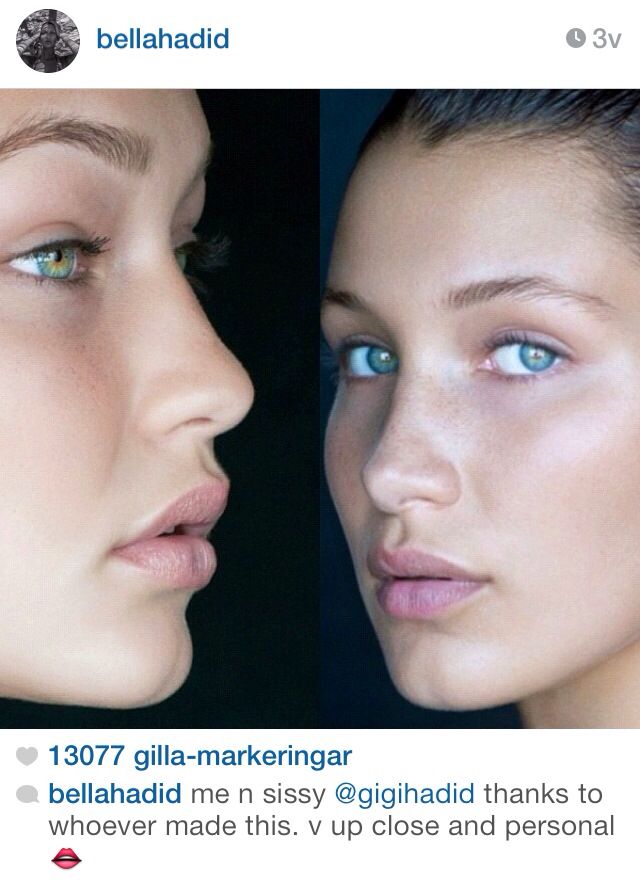 bellahadid
3v
13077 gilla-markeringar
bellahadid me n sissy @gigihadid thanks to
whoever made this. v up close and personal
🫦